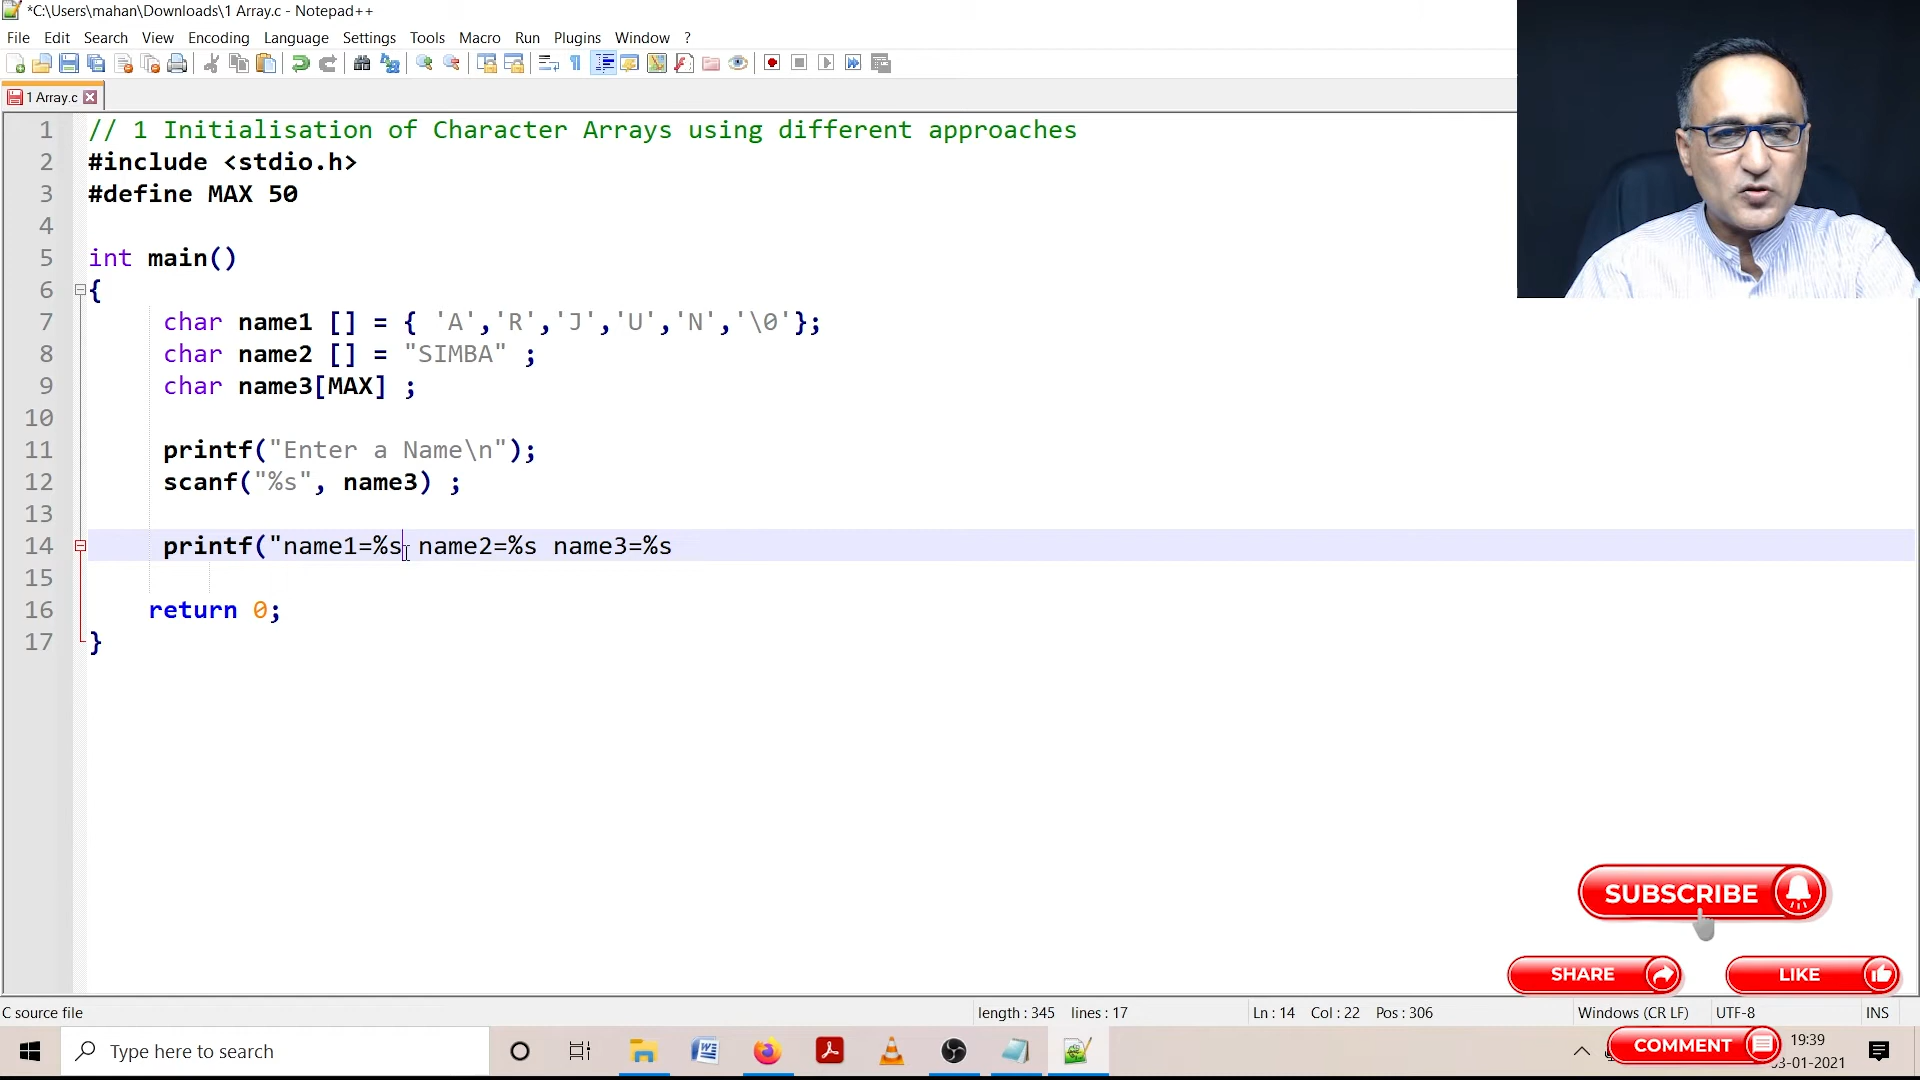 *C:\Users\mahan\Downloads\1 Array.c - Notepad++
File Edit Search View Encoding Language Settings Tools Macro Run Plugins Window ?
1 Array.c
1 // 1 Initialisation of Character Arrays using different approaches
2 #include <stdio.h>
3 #define MAX 50
4
5 int main()
6 {
7 char name1 [] = { 'A','R','J','U','N','\0'};
8 char name2 [] = "SIMBA" ;
9 char name3[MAX] ;
10
11 printf("Enter a Name\n");
12 scanf("%s", name3) ;
13
14 printf("name1=%s name2=%s name3=%s
15
16 return 0;
17 }
SUBSCRIBE
SHARE LIKE
C source file length : 345 lines : 17 Ln : 14 Col : 22 Pos : 306 Windows (CR LF) UTF-8 INS
Type here to search
COMMENT
19:39
3-01-2021